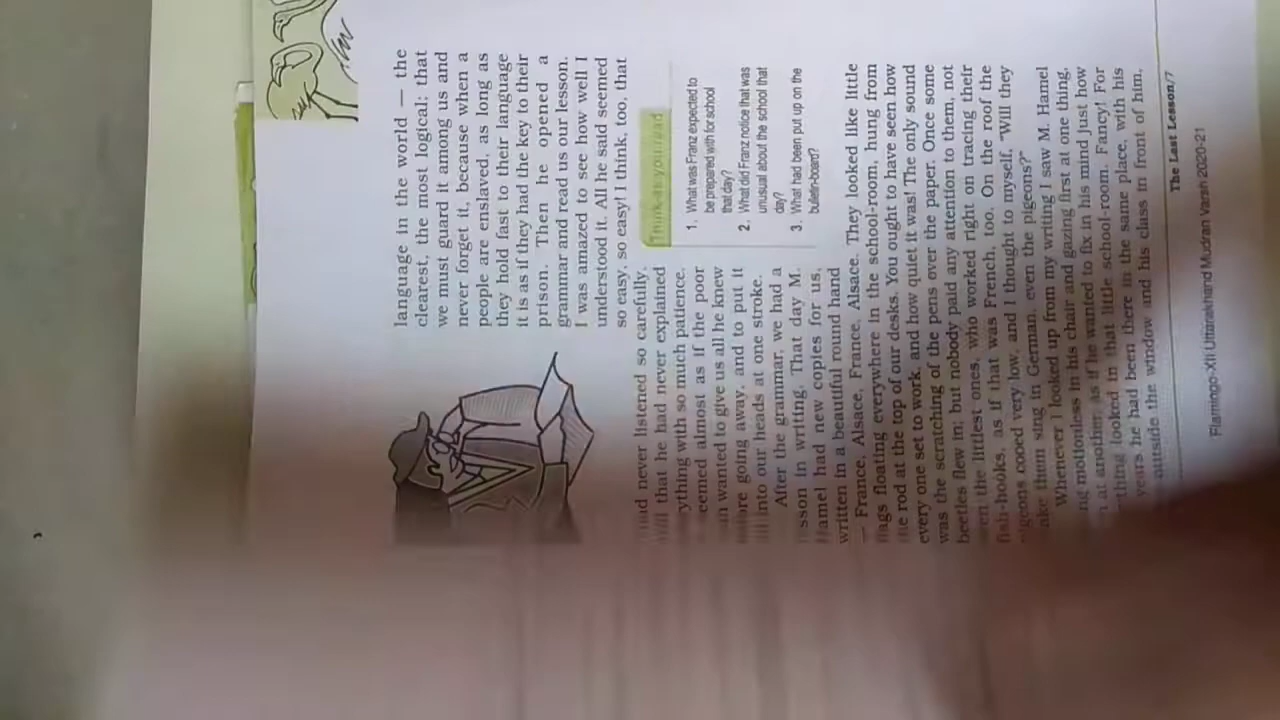 language in the world — the
clearest, the most logical; that
we must guard it among us and
never forget it, because when a
people are enslaved, as long as
they hold fast to their language
it is as if they had the key to their
prison. Then he opened a
grammar and read us our lesson.
I was amazed to see how well I
understood it. All he said seemed
so easy, so easy! I think, too, that
never listened so carefully,
that he had never explained
with so much patience.
almost as if the poor
wanted to give us all he knew
going away, and to put it
into our heads at one stroke.
After the grammar, we had a
in writing. That day M.
had new copies for us,
written in a beautiful round hand
— France, Alsace, France, Alsace. They looked like little
floating everywhere in the school-room, hung from
rod at the top of our desks. You ought to have seen how
every one set to work, and how quiet it was! The only sound
was the scratching of the pens over the paper. Once some
beetles flew in; but nobody paid any attention to them, not
the littlest ones, who worked right on tracing their
fish-hooks, as if that was French, too. On the roof the
cooed very low, and I thought to myself, “Will they
them sing in German, even the pigeons?”
Whenever I looked up from my writing I saw M. Hamel
motionless in his chair and gazing first at one thing,
at another, as if he wanted to fix in his mind just how
looked in that little school-room. Fancy! For
years he had been there in the same place, with his
outside the window and his class in front of him,
Think as you read
1. What was Franz expected to
be prepared with for school
that day?
2. What did Franz notice that was
unusual about the school that
day?
3. What had been put up on the
bulletin-board?
The Last Lesson/7
Flamingo-XII Uttarakhand Mudran Varsh 2020-21